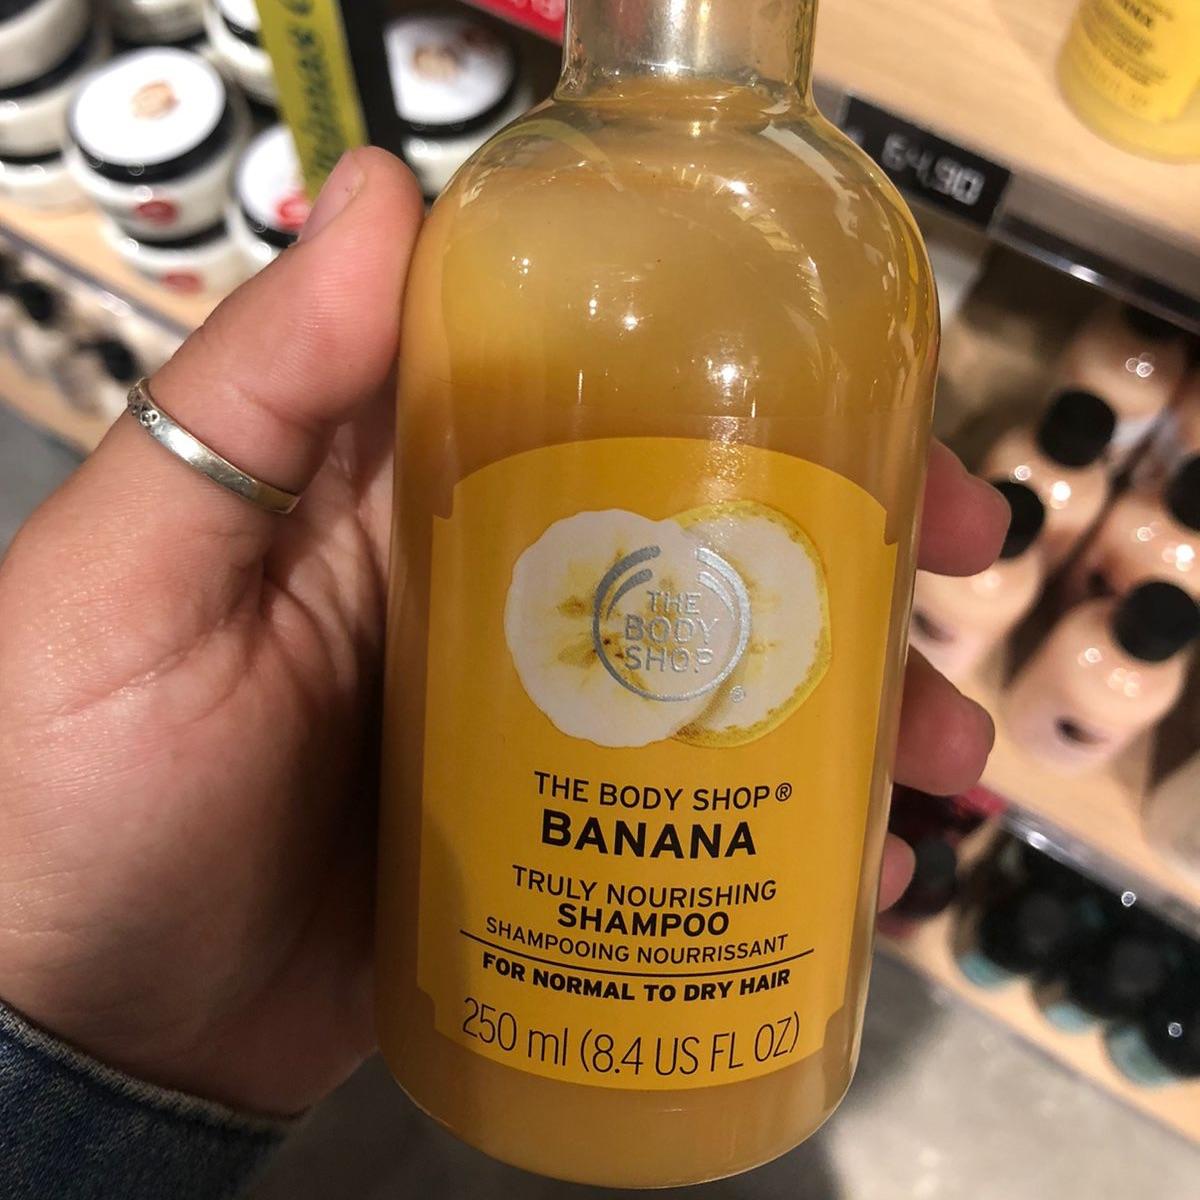 64,90
THE
BODY
SHOP
®
THE BODY SHOP®
BANANA
TRULY NOURISHING
SHAMPOO
SHAMPOOING NOURRISSANT
FOR NORMAL TO DRY HAIR
250 ml (8.4 US FL OZ)